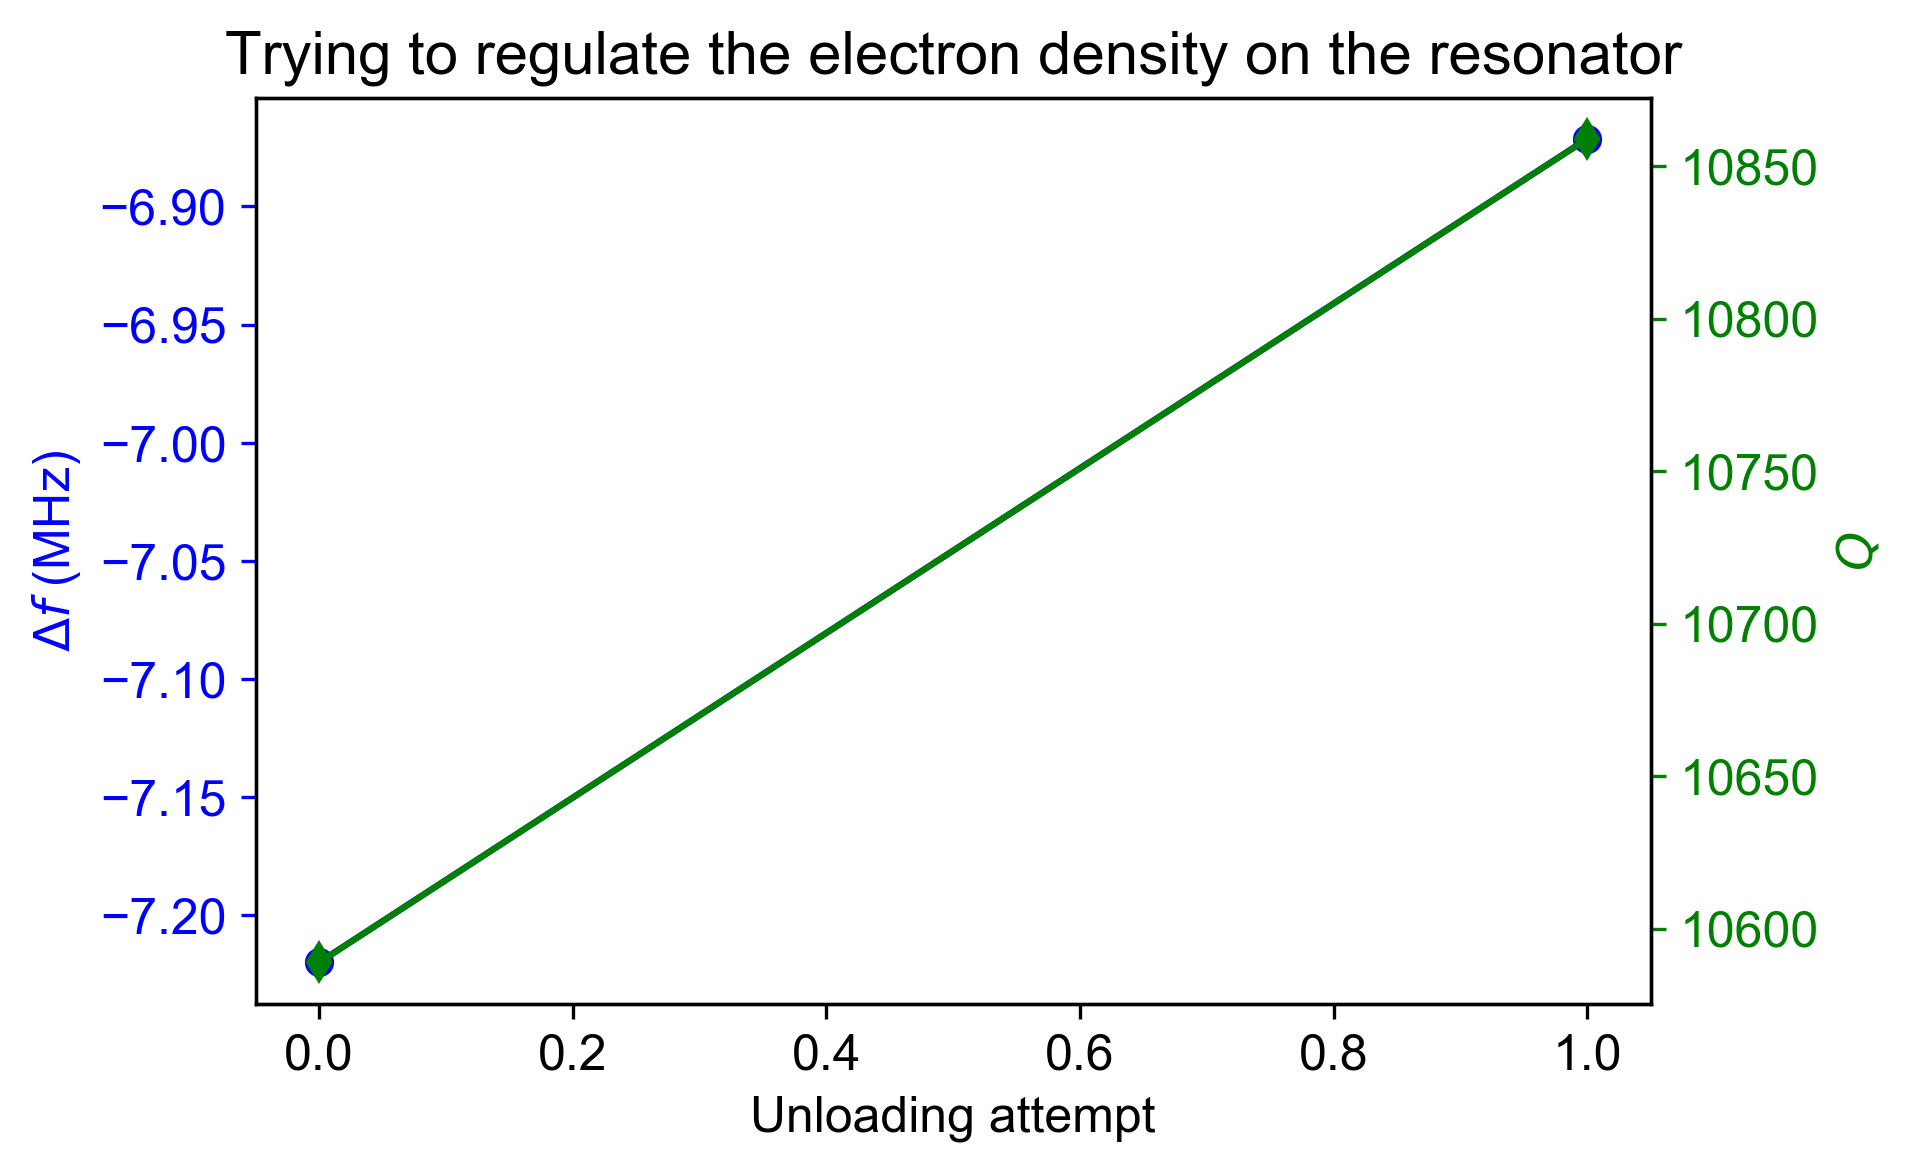 Trying to regulate the electron density on the resonator
−6.90
−6.95
−7.00
−7.05
−7.10
−7.15
−7.20
Δf (MHz)
10850
10800
10750
10700
10650
10600
Q
0.0 0.2 0.4 0.6 0.8 1.0
Unloading attempt